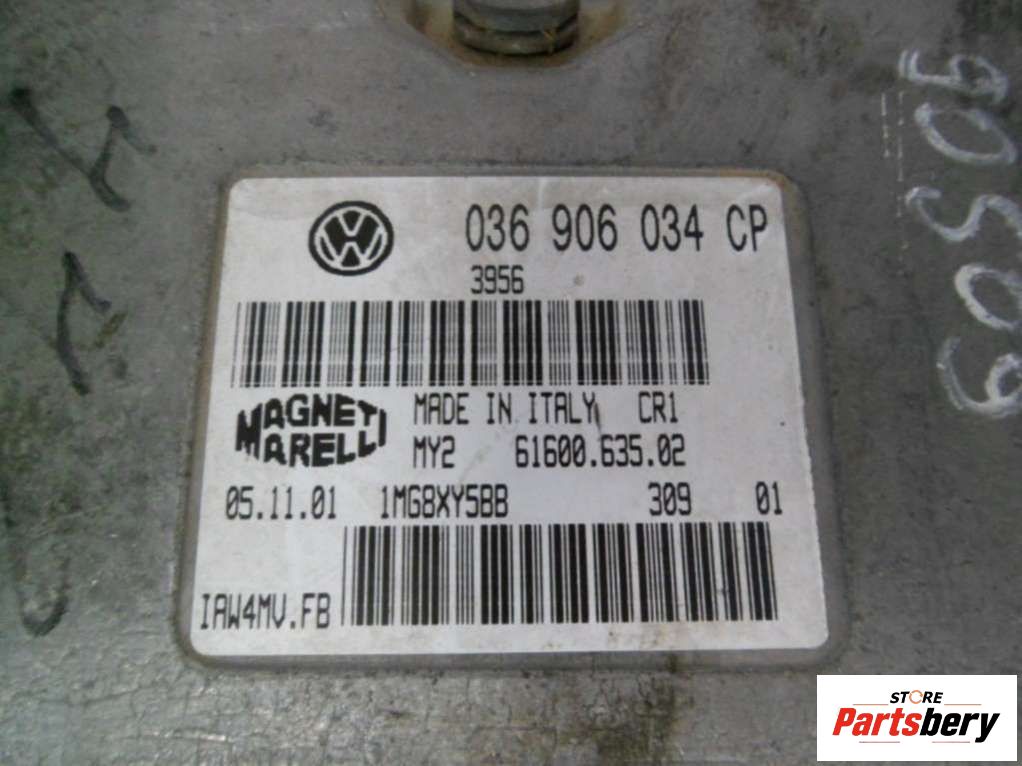 036 906 034 CP
3956
MAGNETI MARELLI
MADE IN ITALY CR1
MY2 61600.635.02
05.11.01 1MG8XY5BB 309 01
IAW4MV.FB
STORE
Partsbery